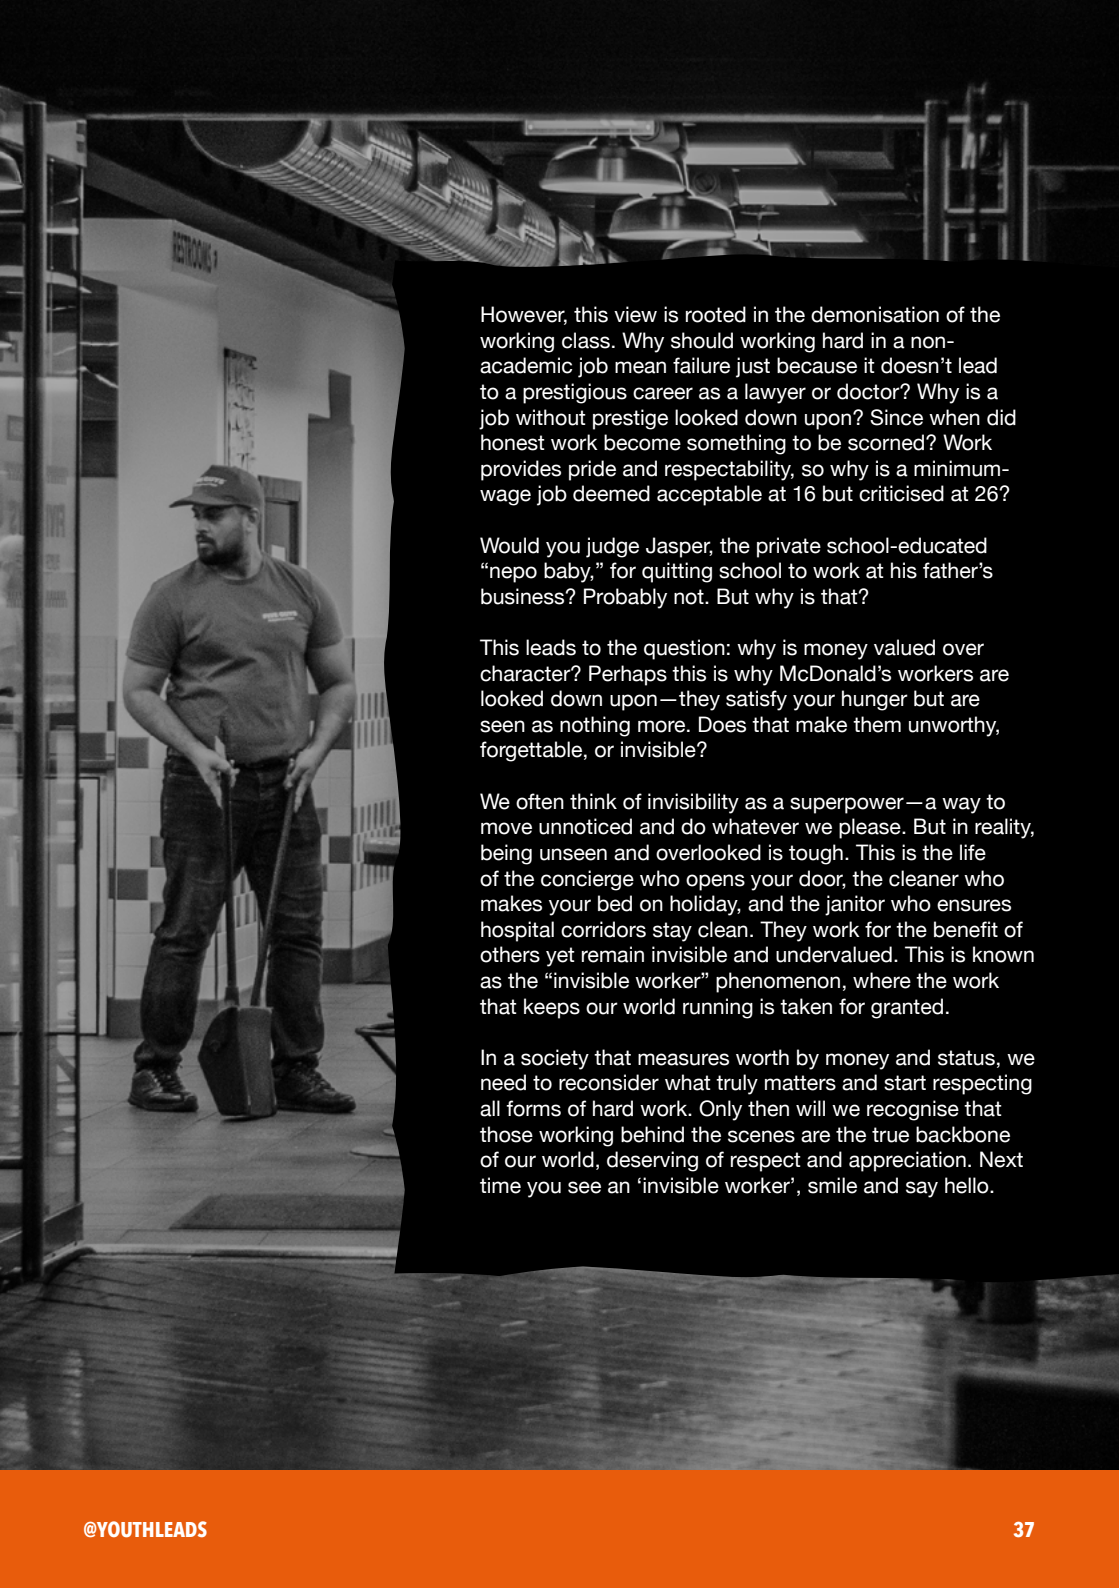 RESTROOMS
However, this view is rooted in the demonisation of the
working class. Why should working hard in a non-
academic job mean failure just because it doesn’t lead
to a prestigious career as a lawyer or doctor? Why is a
job without prestige looked down upon? Since when did
honest work become something to be scorned? Work
provides pride and respectability, so why is a minimum-
wage job deemed acceptable at 16 but criticised at 26?
Would you judge Jasper, the private school-educated
“nepo baby,” for quitting school to work at his father’s
business? Probably not. But why is that?
This leads to the question: why is money valued over
character? Perhaps this is why McDonald’s workers are
looked down upon—they satisfy your hunger but are
seen as nothing more. Does that make them unworthy,
forgettable, or invisible?
We often think of invisibility as a superpower—a way to
move unnoticed and do whatever we please. But in reality,
being unseen and overlooked is tough. This is the life
of the concierge who opens your door, the cleaner who
makes your bed on holiday, and the janitor who ensures
hospital corridors stay clean. They work for the benefit of
others yet remain invisible and undervalued. This is known
as the “invisible worker” phenomenon, where the work
that keeps our world running is taken for granted.
In a society that measures worth by money and status, we
need to reconsider what truly matters and start respecting
all forms of hard work. Only then will we recognise that
those working behind the scenes are the true backbone
of our world, deserving of respect and appreciation. Next
time you see an ‘invisible worker’, smile and say hello.
@YOUTHLEADS
37